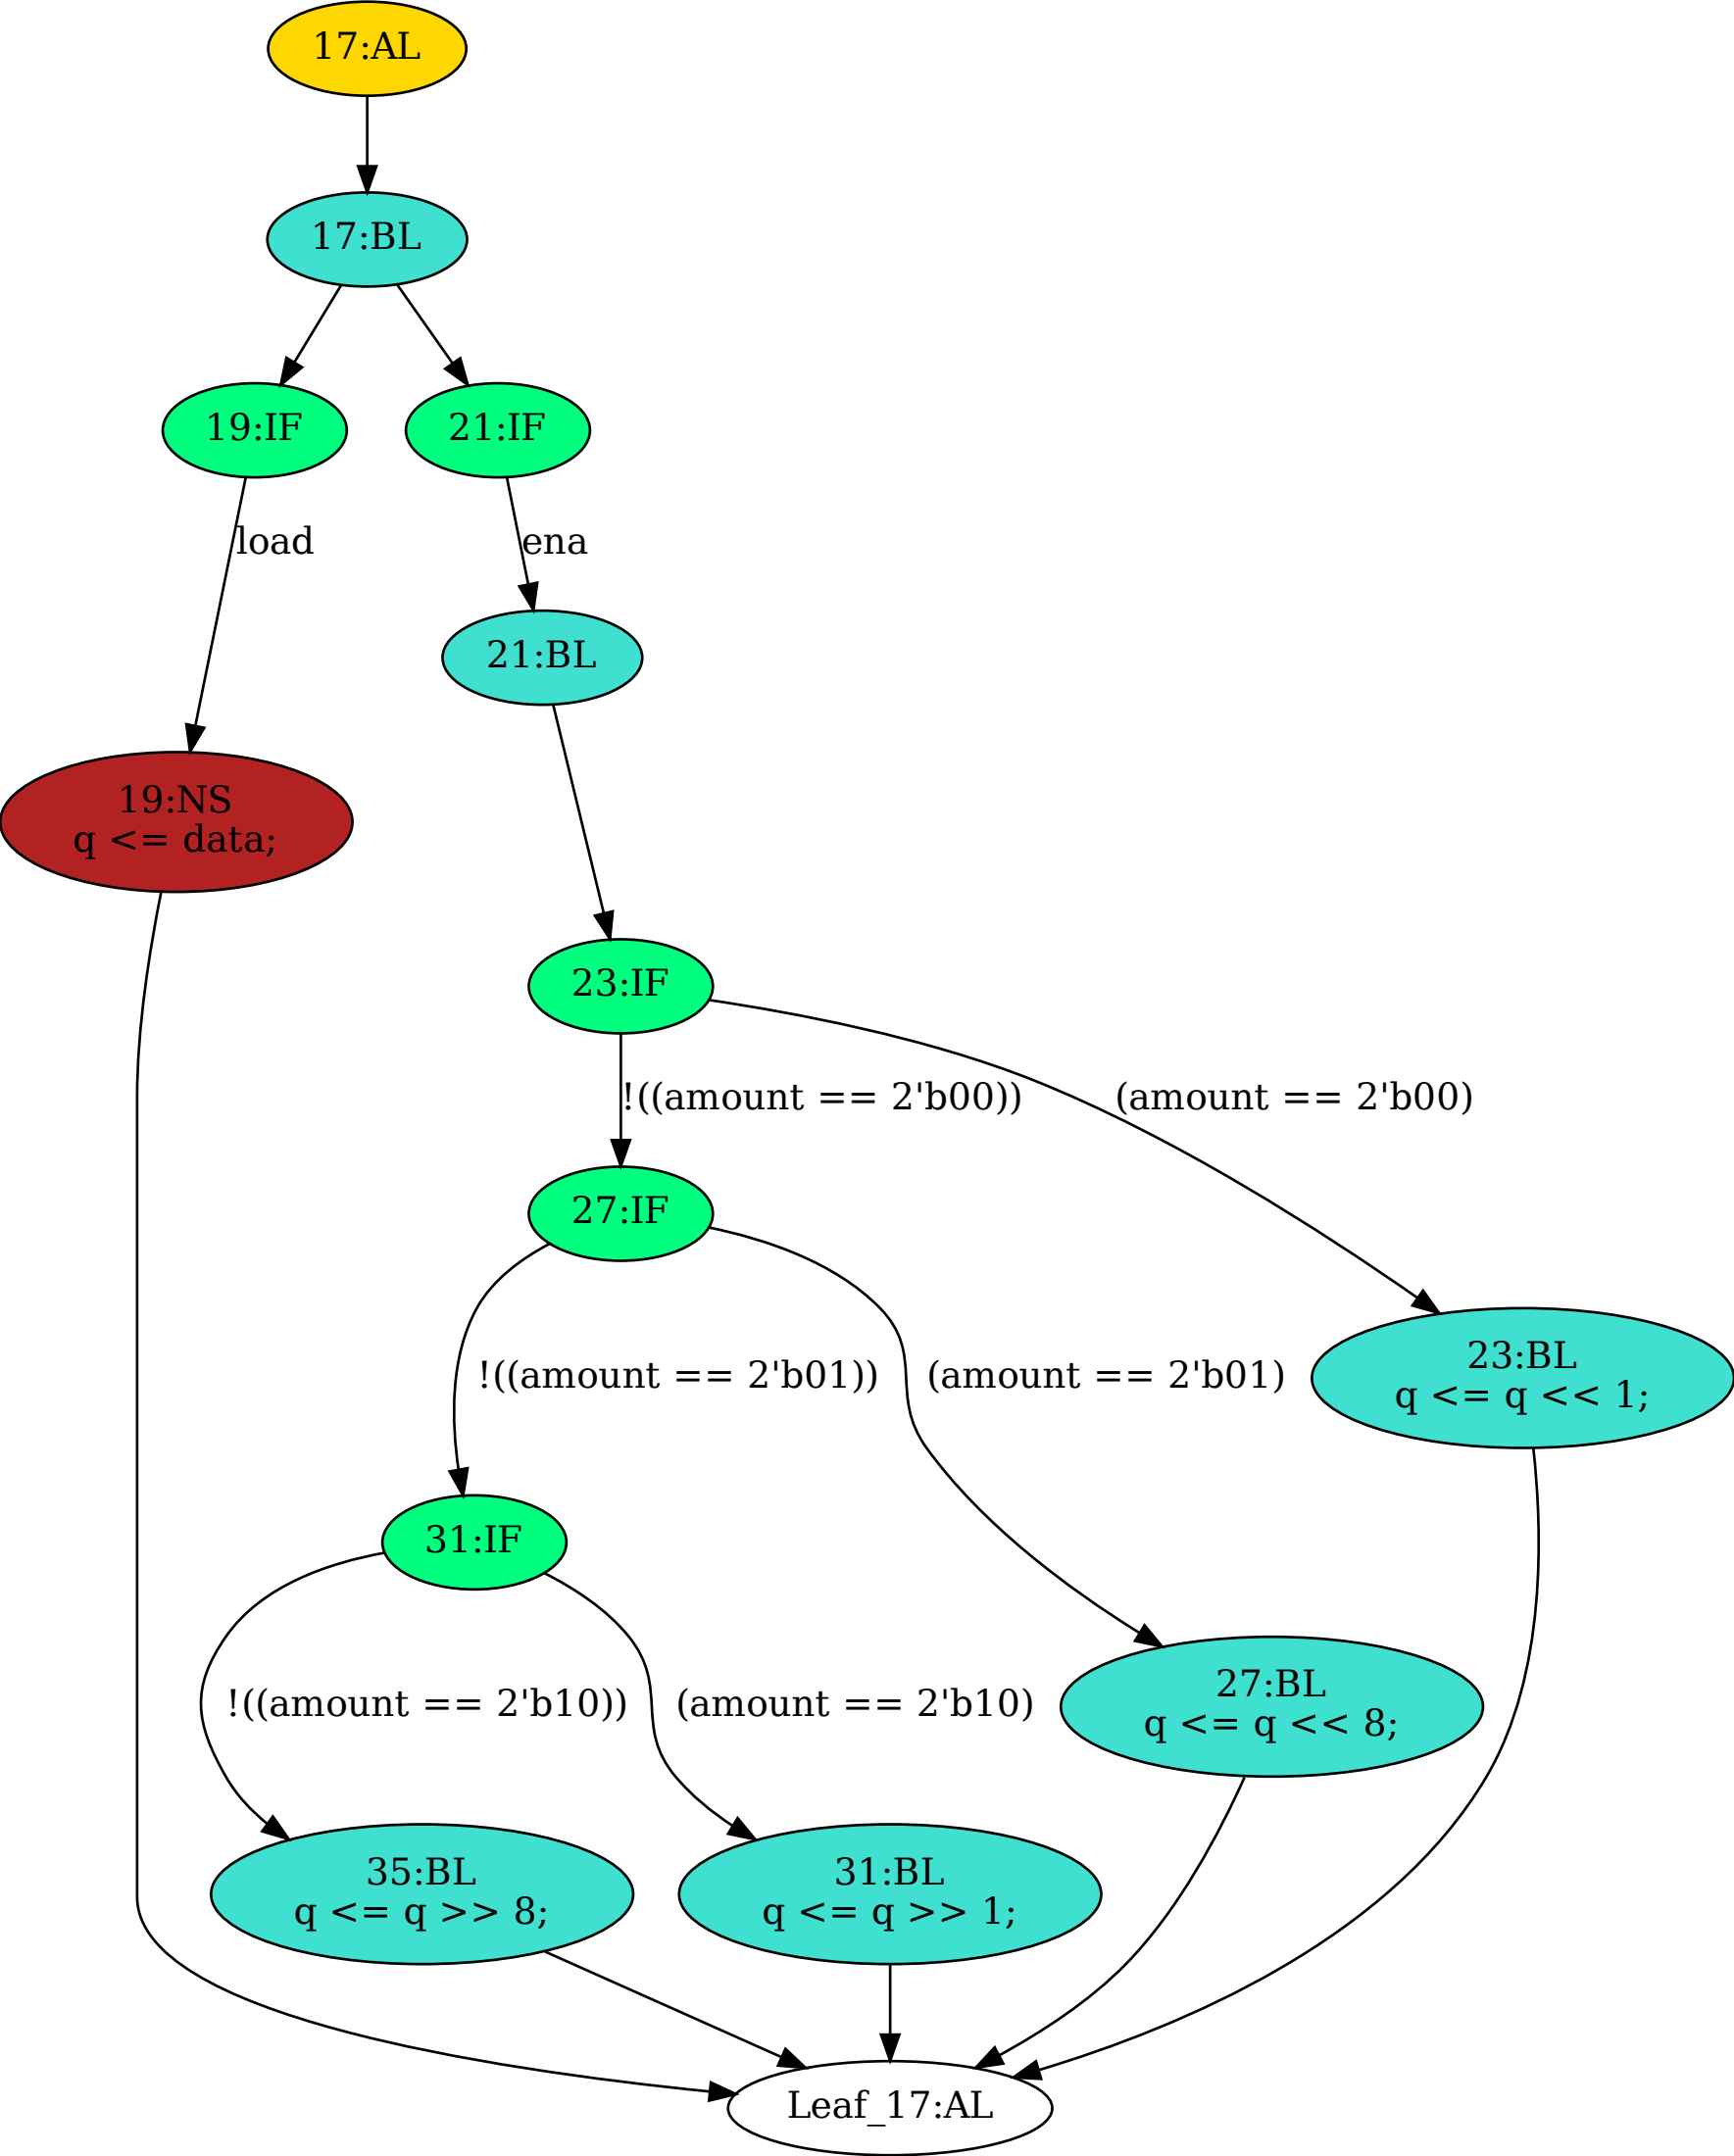 17:AL
17:BL
19:IF
21:IF
load
ena
21:BL
19:NS
q <= data;
23:IF
!((amount == 2'b00))
(amount == 2'b00)
27:IF
!((amount == 2'b01))
(amount == 2'b01)
23:BL
q <= q << 1;
31:IF
!((amount == 2'b10))
(amount == 2'b10)
27:BL
q <= q << 8;
35:BL
q <= q >> 8;
31:BL
q <= q >> 1;
Leaf_17:AL